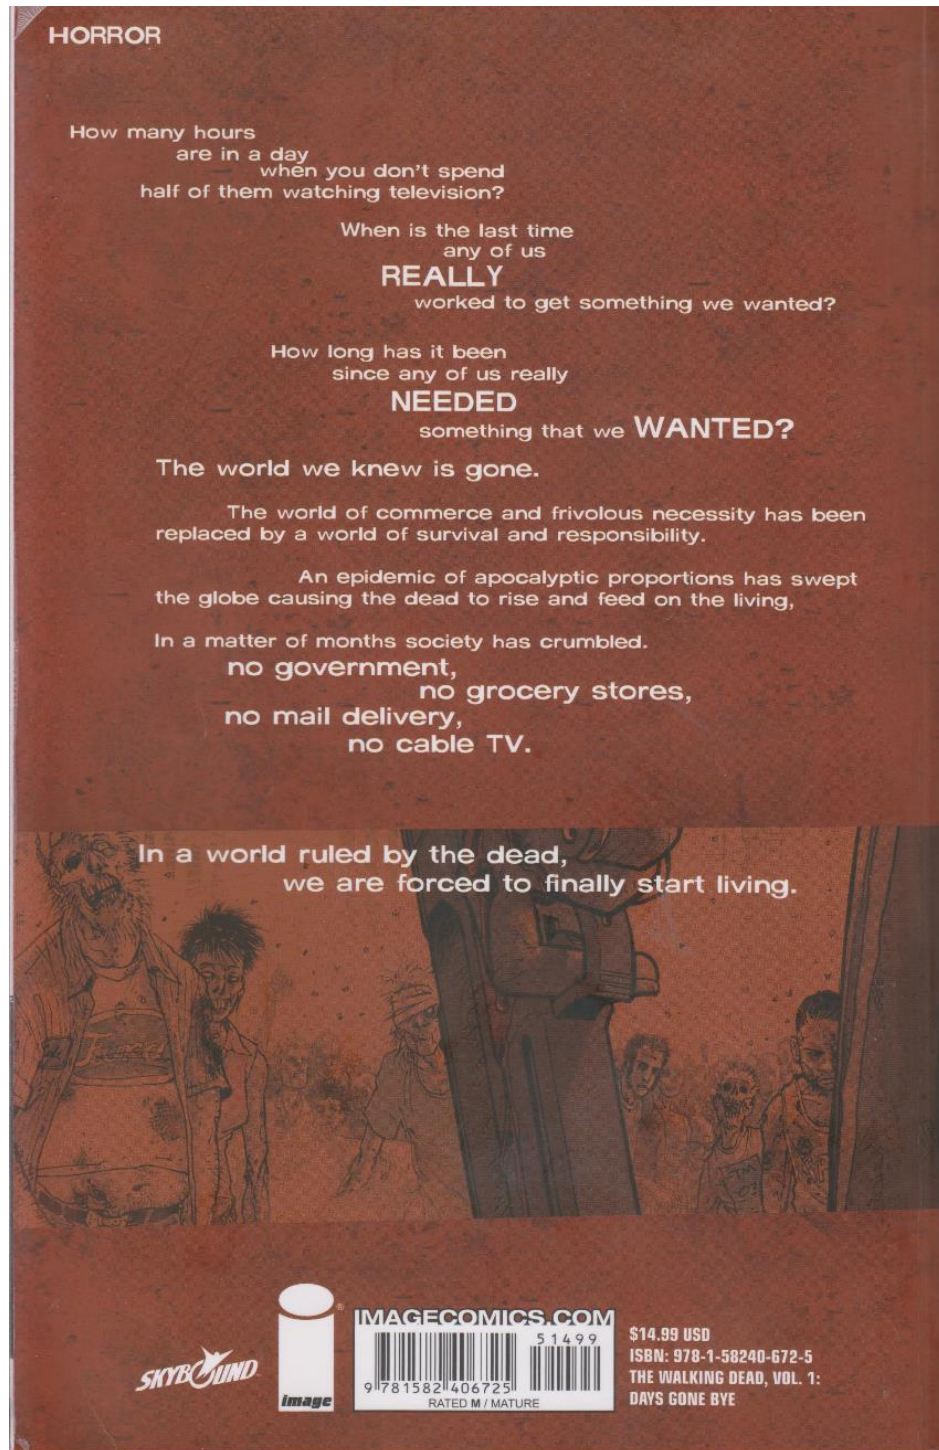 HORROR
How many hours
are in a day
when you don't spend
half of them watching television?
When is the last time
any of us
REALLY
worked to get something we wanted?
How long has it been
since any of us really
NEEDED
something that we WANTED?
The world we knew is gone.
The world of commerce and frivolous necessity has been
replaced by a world of survival and responsibility.
An epidemic of apocalyptic proportions has swept
the globe causing the dead to rise and feed on the living,
In a matter of months society has crumbled.
no government,
no grocery stores,
no mail delivery,
no cable TV.
In a world ruled by the dead,
we are forced to finally start living.
SKYBOUND
image
®
IMAGECOMICS.COM
51499
9 781582 406725
RATED M / MATURE
$14.99 USD
ISBN: 978-1-58240-672-5
THE WALKING DEAD, VOL. 1:
DAYS GONE BYE